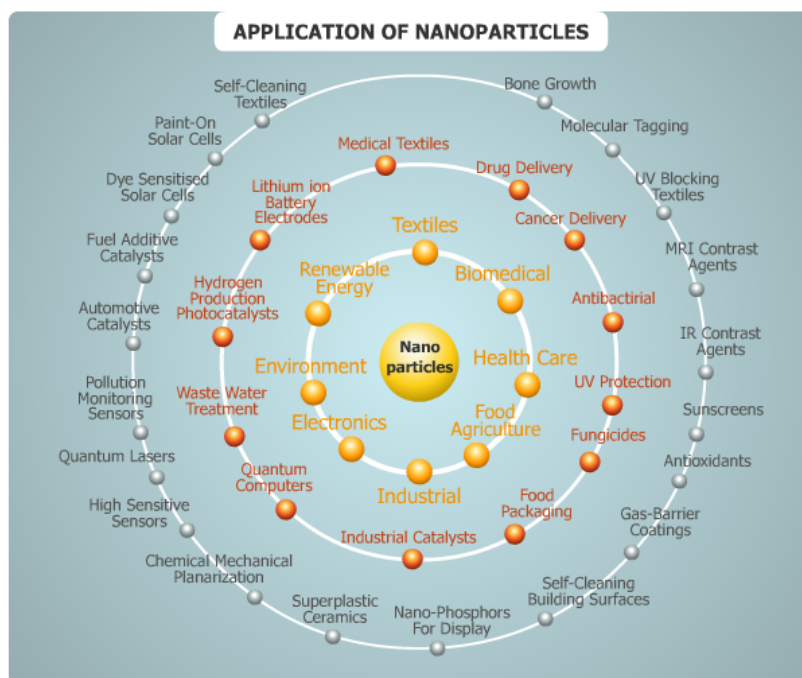 APPLICATION OF NANOPARTICLES
Self-Cleaning
Textiles
Bone Growth
Paint-On
Solar Cells
Molecular Tagging
Medical Textiles
Drug Delivery
Dye Sensitised
Solar Cells
Lithium ion
Battery
Electrodes
UV Blocking
Textiles
Cancer Delivery
Textiles
Fuel Additive
Catalysts
Renewable
Energy
Biomedical
MRI Contrast
Agents
Hydrogen
Production
Photocatalysts
Antibactirial
Automotive
Catalysts
Nano
particles
IR Contrast
Agents
Environment
Health Care
Pollution
Monitoring
Sensors
Waste Water
Treatment
UV Protection
Electronics
Food
Agriculture
Sunscreens
Fungicides
Quantum Lasers
Antioxidants
Quantum
Computers
Industrial
Food
Packaging
High Sensitive
Sensors
Gas-Barrier
Coatings
Industrial Catalysts
Chemical Mechanical
Planarization
Self-Cleaning
Building Surfaces
Superplastic
Ceramics
Nano-Phosphors
For Display